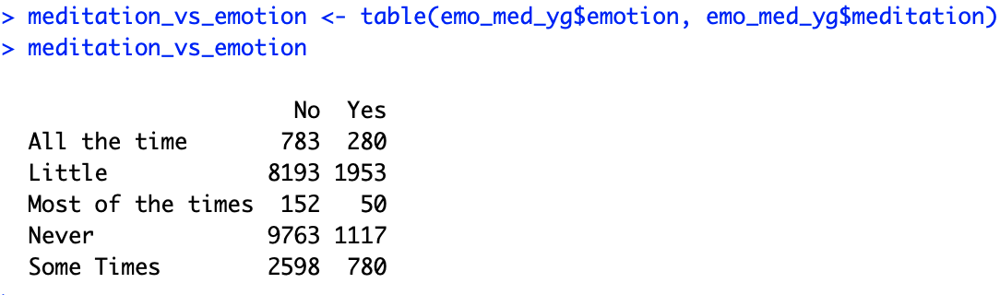 > meditation_vs_emotion <- table(emo_med_yg$emotion, emo_med_yg$meditation)
> meditation_vs_emotion
No Yes
All the time 783 280
Little 8193 1953
Most of the times 152 50
Never 9763 1117
Some Times 2598 780